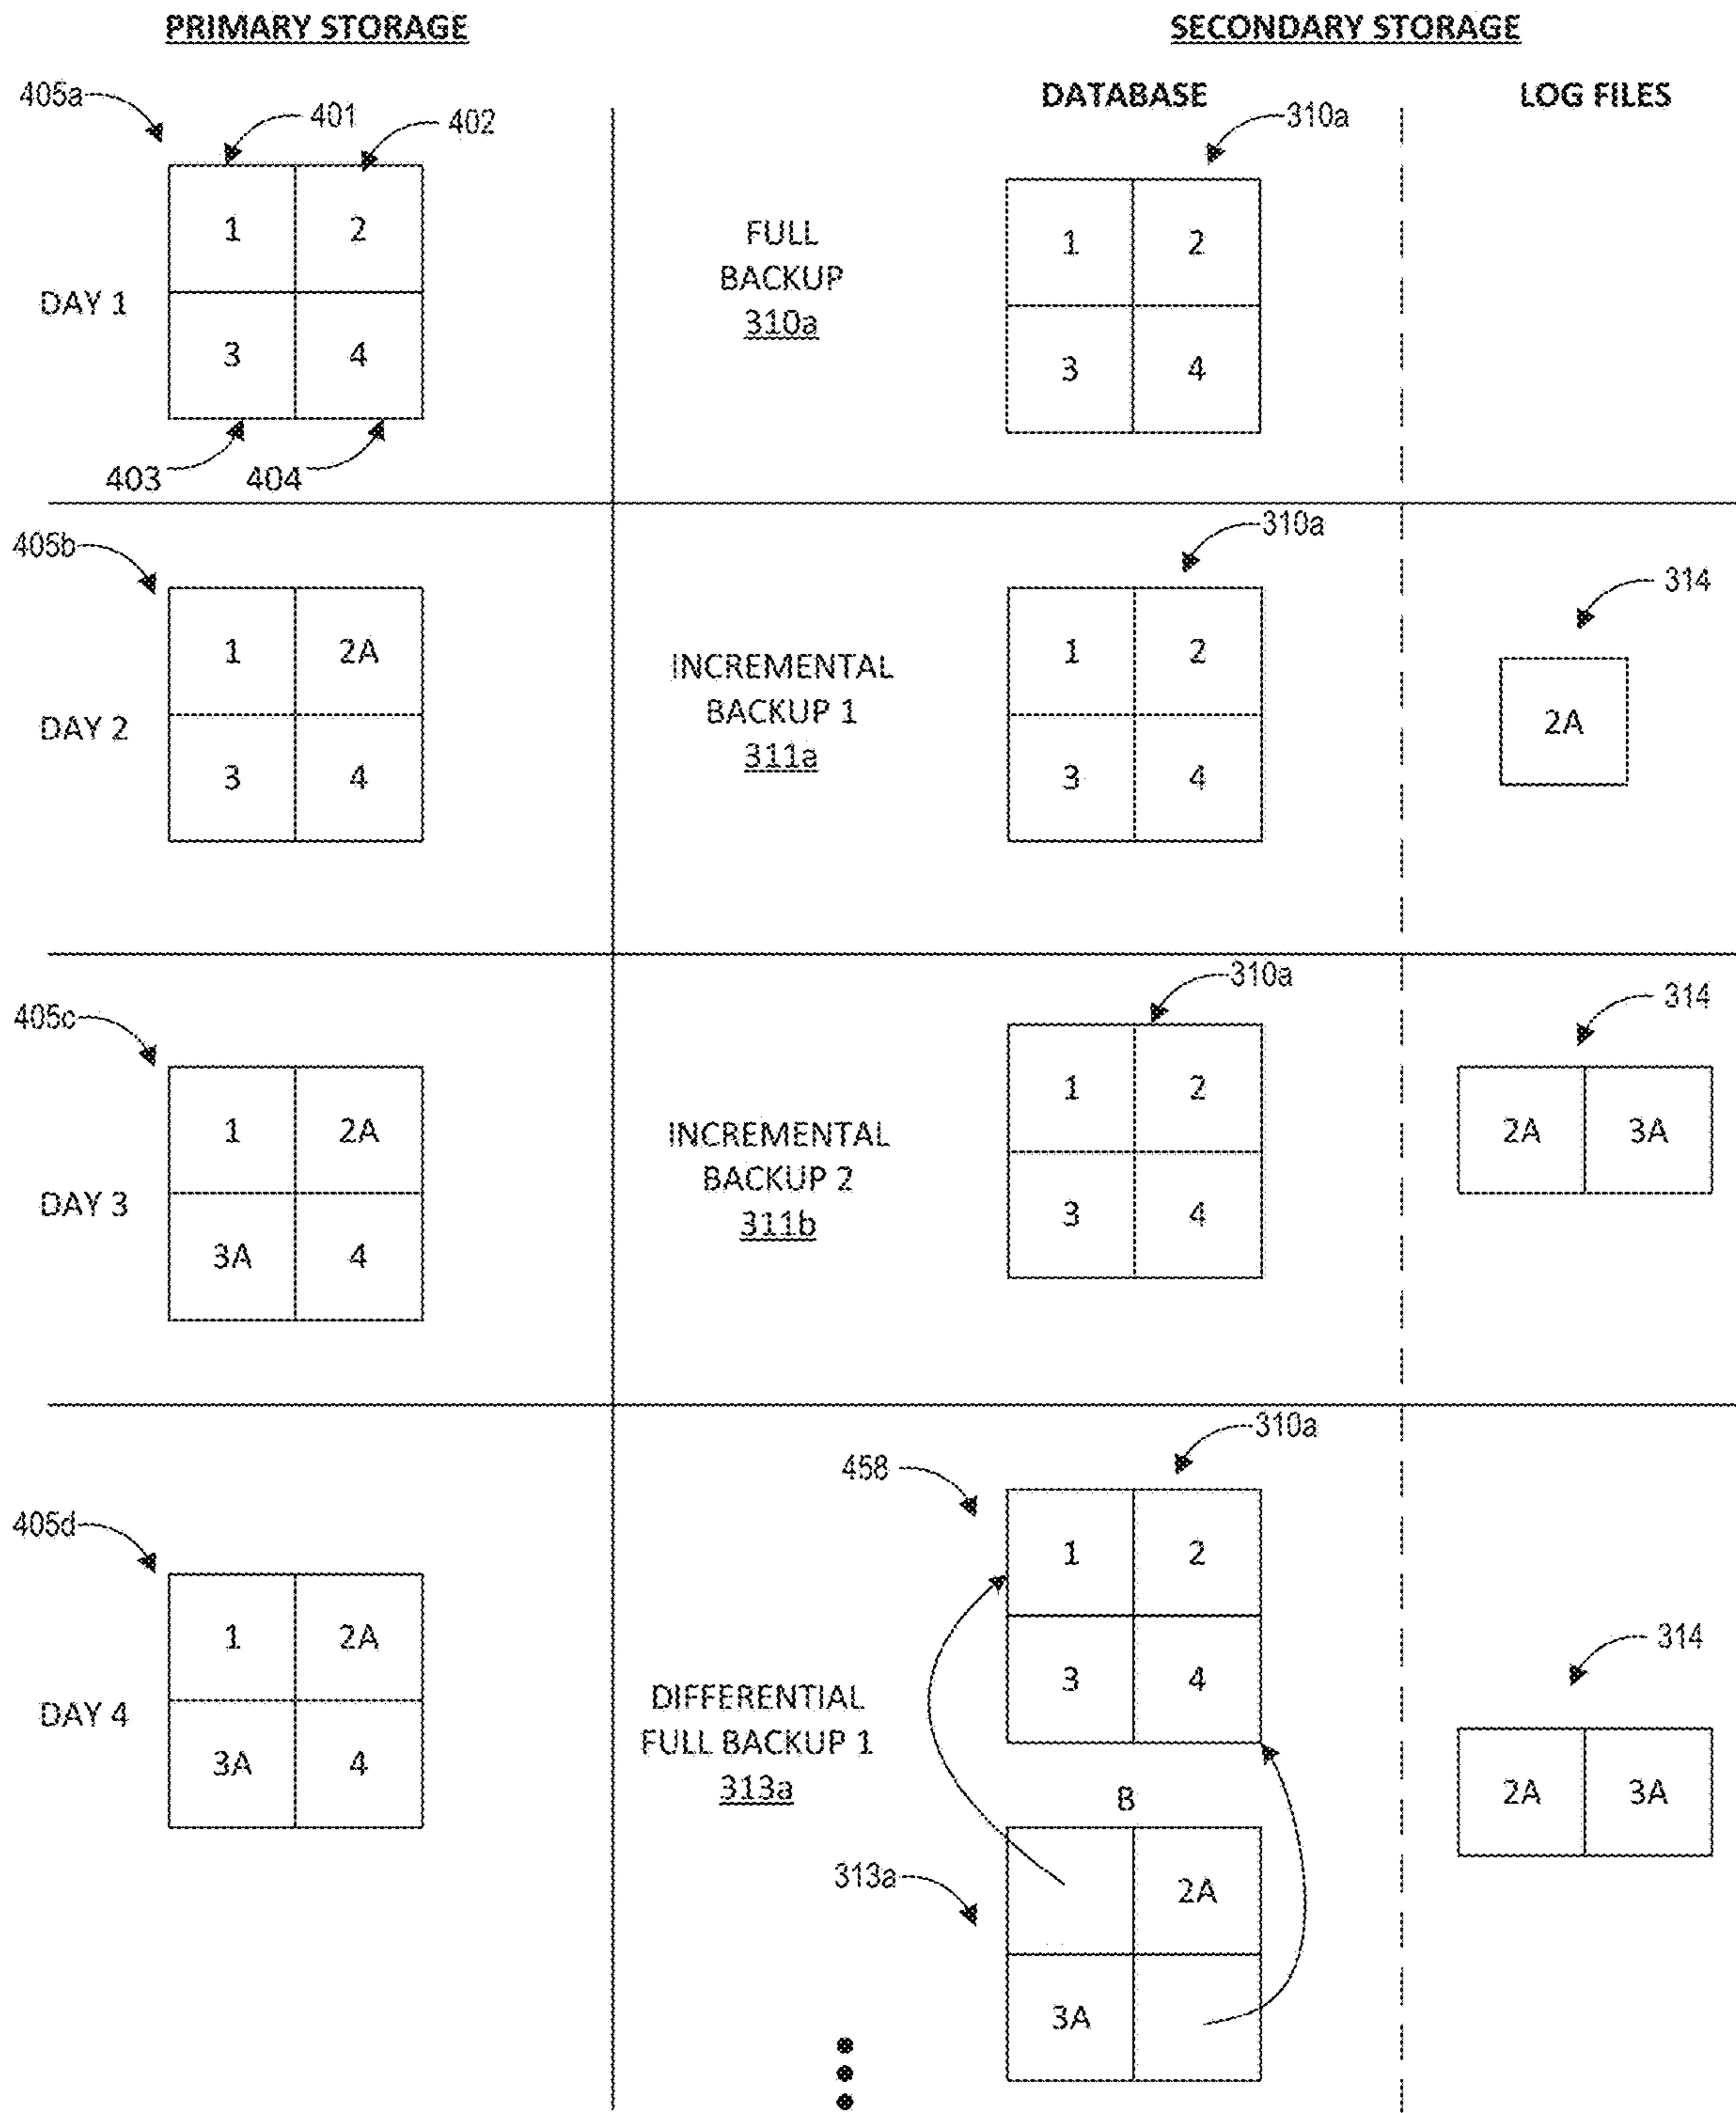 PRIMARY STORAGE
SECONDARY STORAGE
DATABASE
LOG FILES
405a
401
402
310a
1 2
3 4
DAY 1
403
404
FULL
BACKUP
310a
1 2
3 4
405b
310a
314
1 2A
3 4
DAY 2
INCREMENTAL
BACKUP 1
311a
1 2
3 4
2A
405c
310a
314
1 2A
3A 4
DAY 3
INCREMENTAL
BACKUP 2
311b
1 2
3 4
2A 3A
405d
458
310a
314
1 2A
3A 4
DAY 4
DIFFERENTIAL
FULL BACKUP 1
313a
1 2
3 4
B
313a
2A
3A
2A 3A